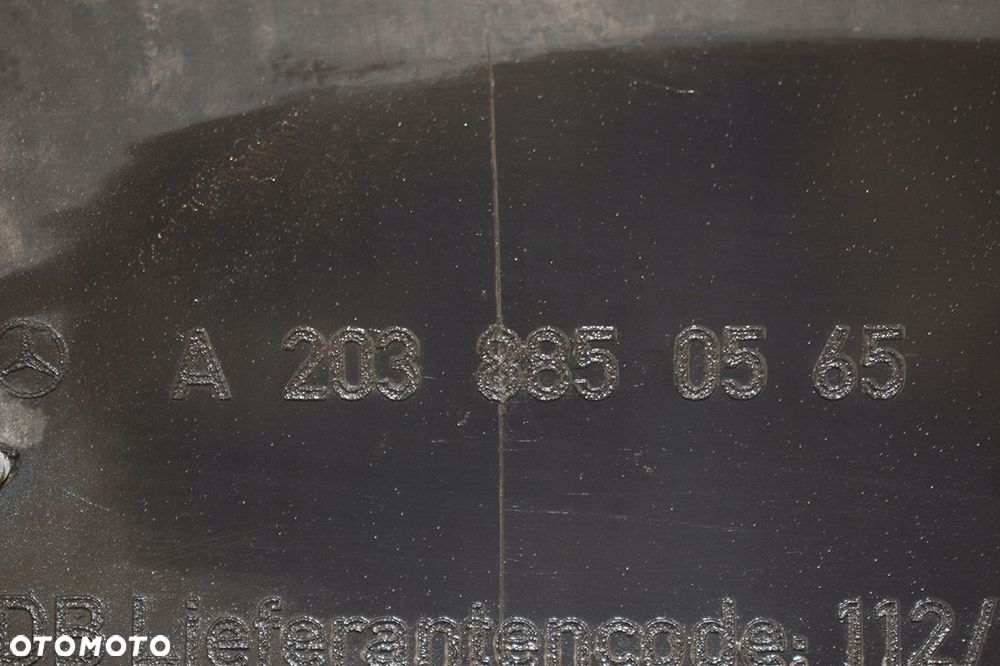 A 203 885 05 65
DB Lieferantencode: 112/
OTOMOTO